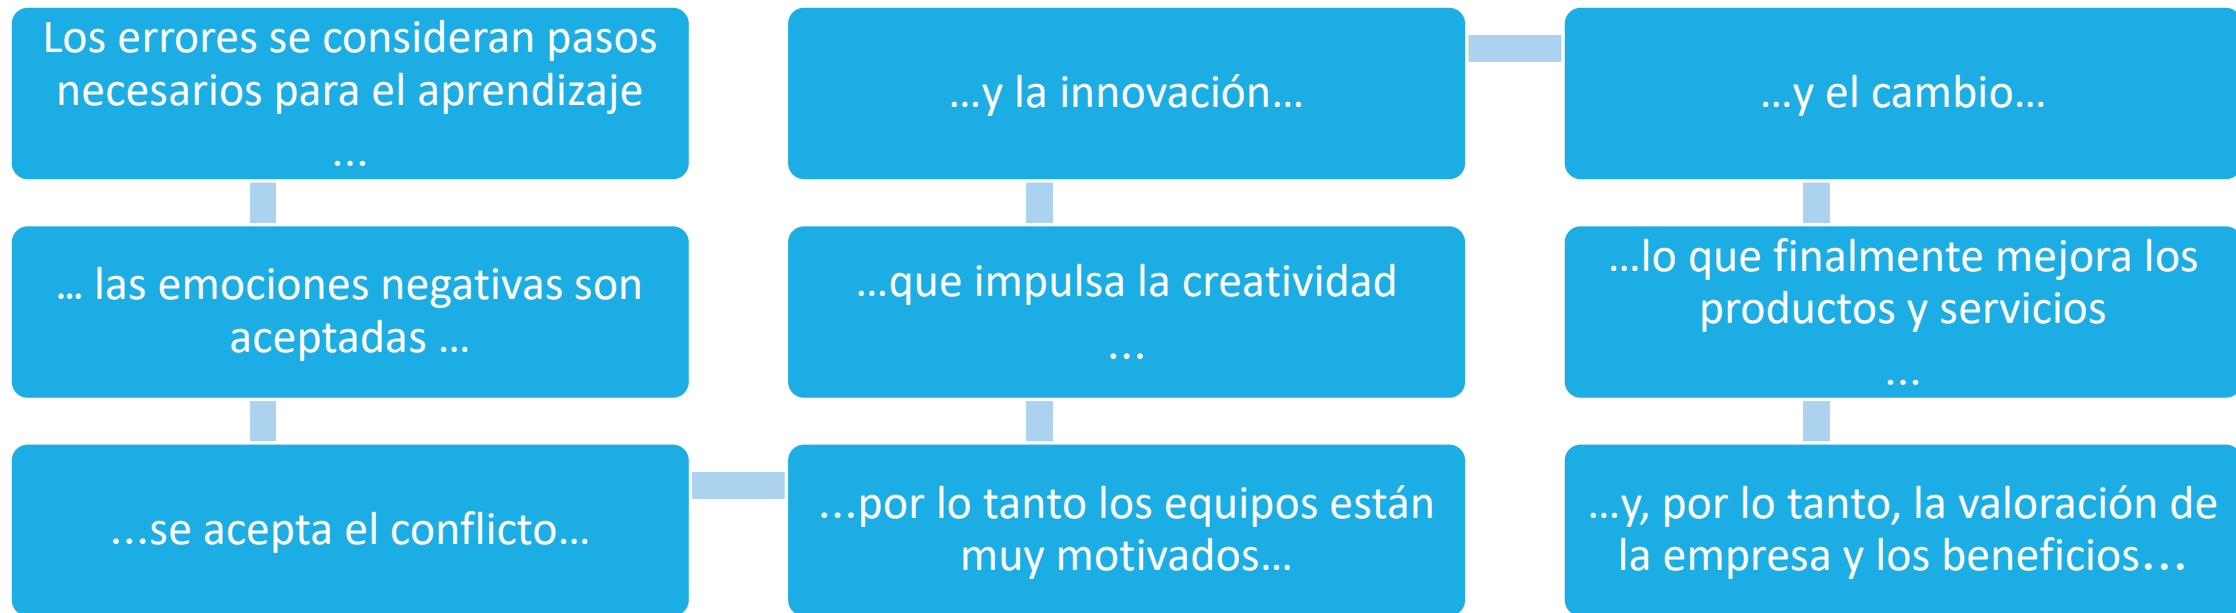 Los errores se consideran pasos
necesarios para el aprendizaje
...
... las emociones negativas son
aceptadas ...
...se acepta el conflicto...
...por lo tanto los equipos están
muy motivados...
...que impulsa la creatividad
...
...y la innovación...
...y el cambio...
...lo que finalmente mejora los
productos y servicios
...
...y, por lo tanto, la valoración de
la empresa y los beneficios...